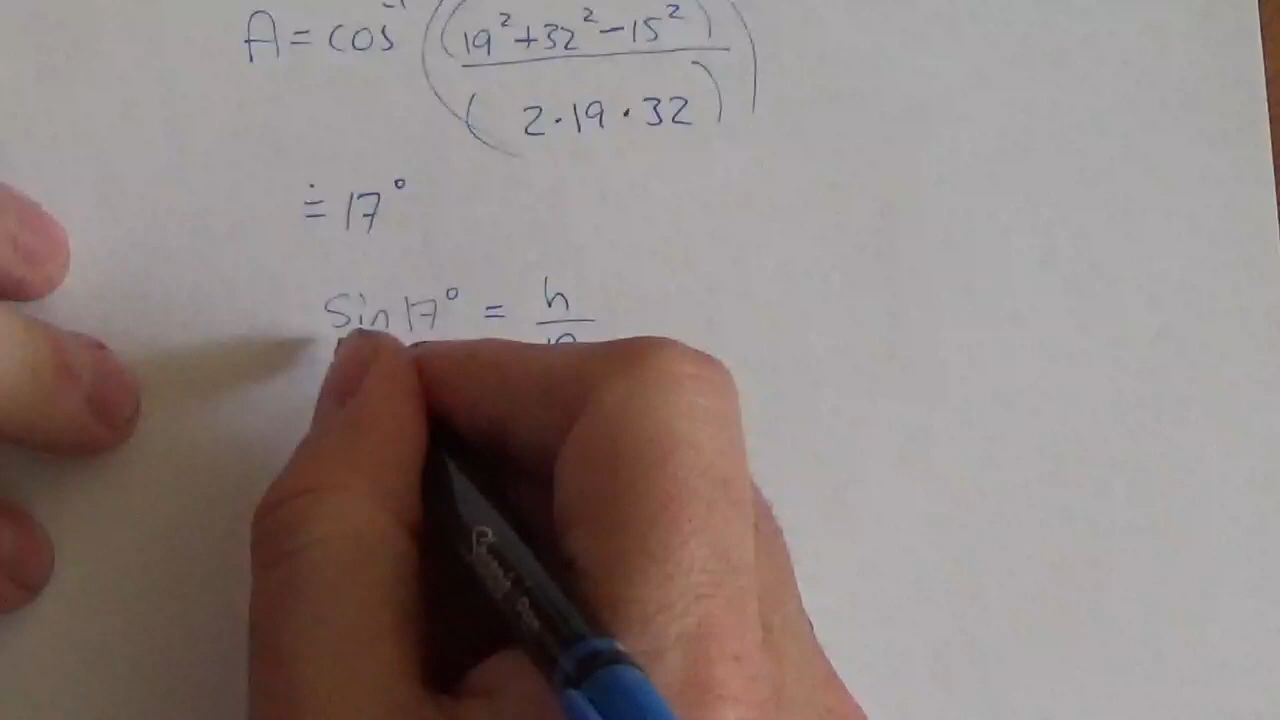 A = cos⁻¹ ((19² + 32² - 15²)
(2 · 19 · 32))
≐ 17°
Sin 17° = h